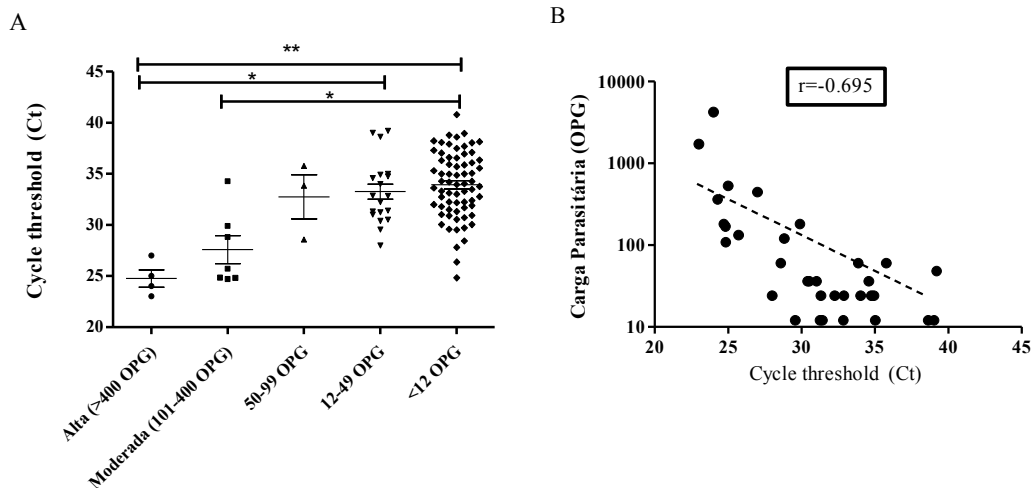 A
**
*
*
45
40
35
30
25
20
Cycle threshold (Ct)
Alta (>400 OPG)
Moderada (101-400 OPG)
50-99 OPG
12-49 OPG
<12 OPG
B
r=-0.695
10000
1000
100
10
Carga Parasitária (OPG)
20 25 30 35 40 45
Cycle threshold (Ct)